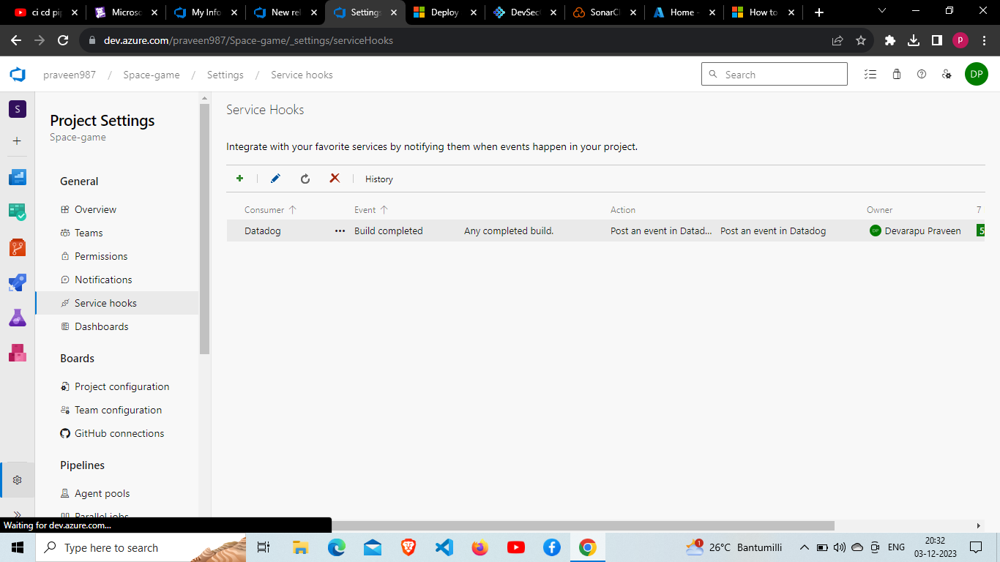 ci cd pip
Microso
My Info
New rel
Settings
Deploy
DevSec
SonarCl
Home -
How to
dev.azure.com/praveen987/Space-game/_settings/serviceHooks
P
praveen987 / Space-game / Settings / Service hooks
Search
DP
S
Project Settings
Space-game
General
Overview
Teams
Permissions
Notifications
Service hooks
Dashboards
Boards
Project configuration
Team configuration
GitHub connections
Pipelines
Agent pools
Parallel jobs
Service Hooks
Integrate with your favorite services by notifying them when events happen in your project.
History
Consumer Event Action Owner 7
Datadog ... Build completed Any completed build. Post an event in Datad... Post an event in Datadog DP Devarapu Praveen 5
Waiting for dev.azure.com...
Type here to search
1
26°C Bantumilli
ENG
20:32
03-12-2023